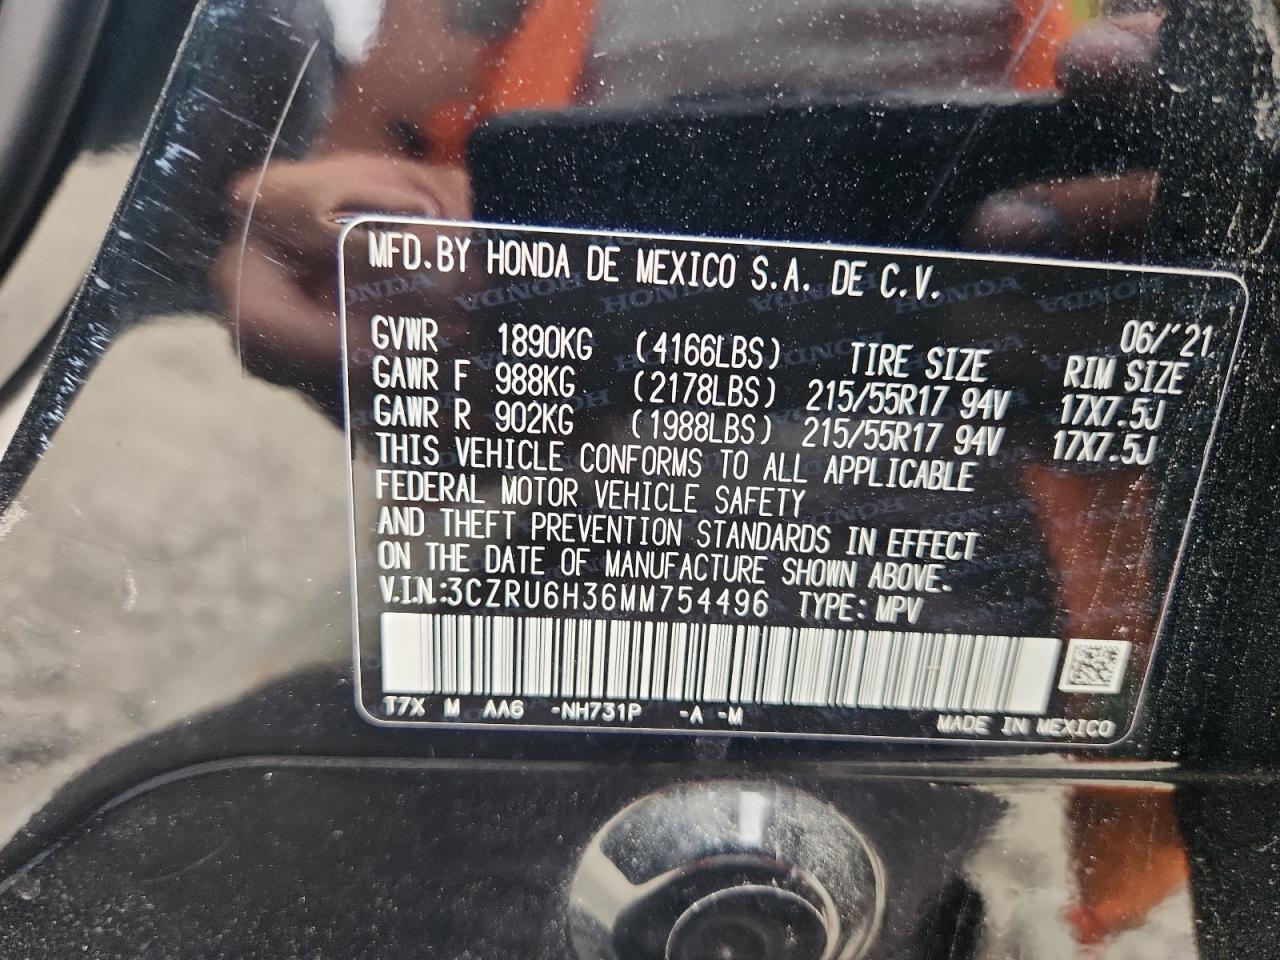 MFD. BY HONDA DE MEXICO S.A. DE C.V.
06/'21
GVWR 1890KG (4166LBS) TIRE SIZE RIM SIZE
GAWR F 988KG (2178LBS) 215/55R17 94V 17X7.5J
GAWR R 902KG (1988LBS) 215/55R17 94V 17X7.5J
THIS VEHICLE CONFORMS TO ALL APPLICABLE
FEDERAL MOTOR VEHICLE SAFETY
AND THEFT PREVENTION STANDARDS IN EFFECT
ON THE DATE OF MANUFACTURE SHOWN ABOVE.
V.I.N.:3CZRU6H36MM754496 TYPE: MPV
T7X M AA6 -NH731P -A -M
MADE IN MEXICO